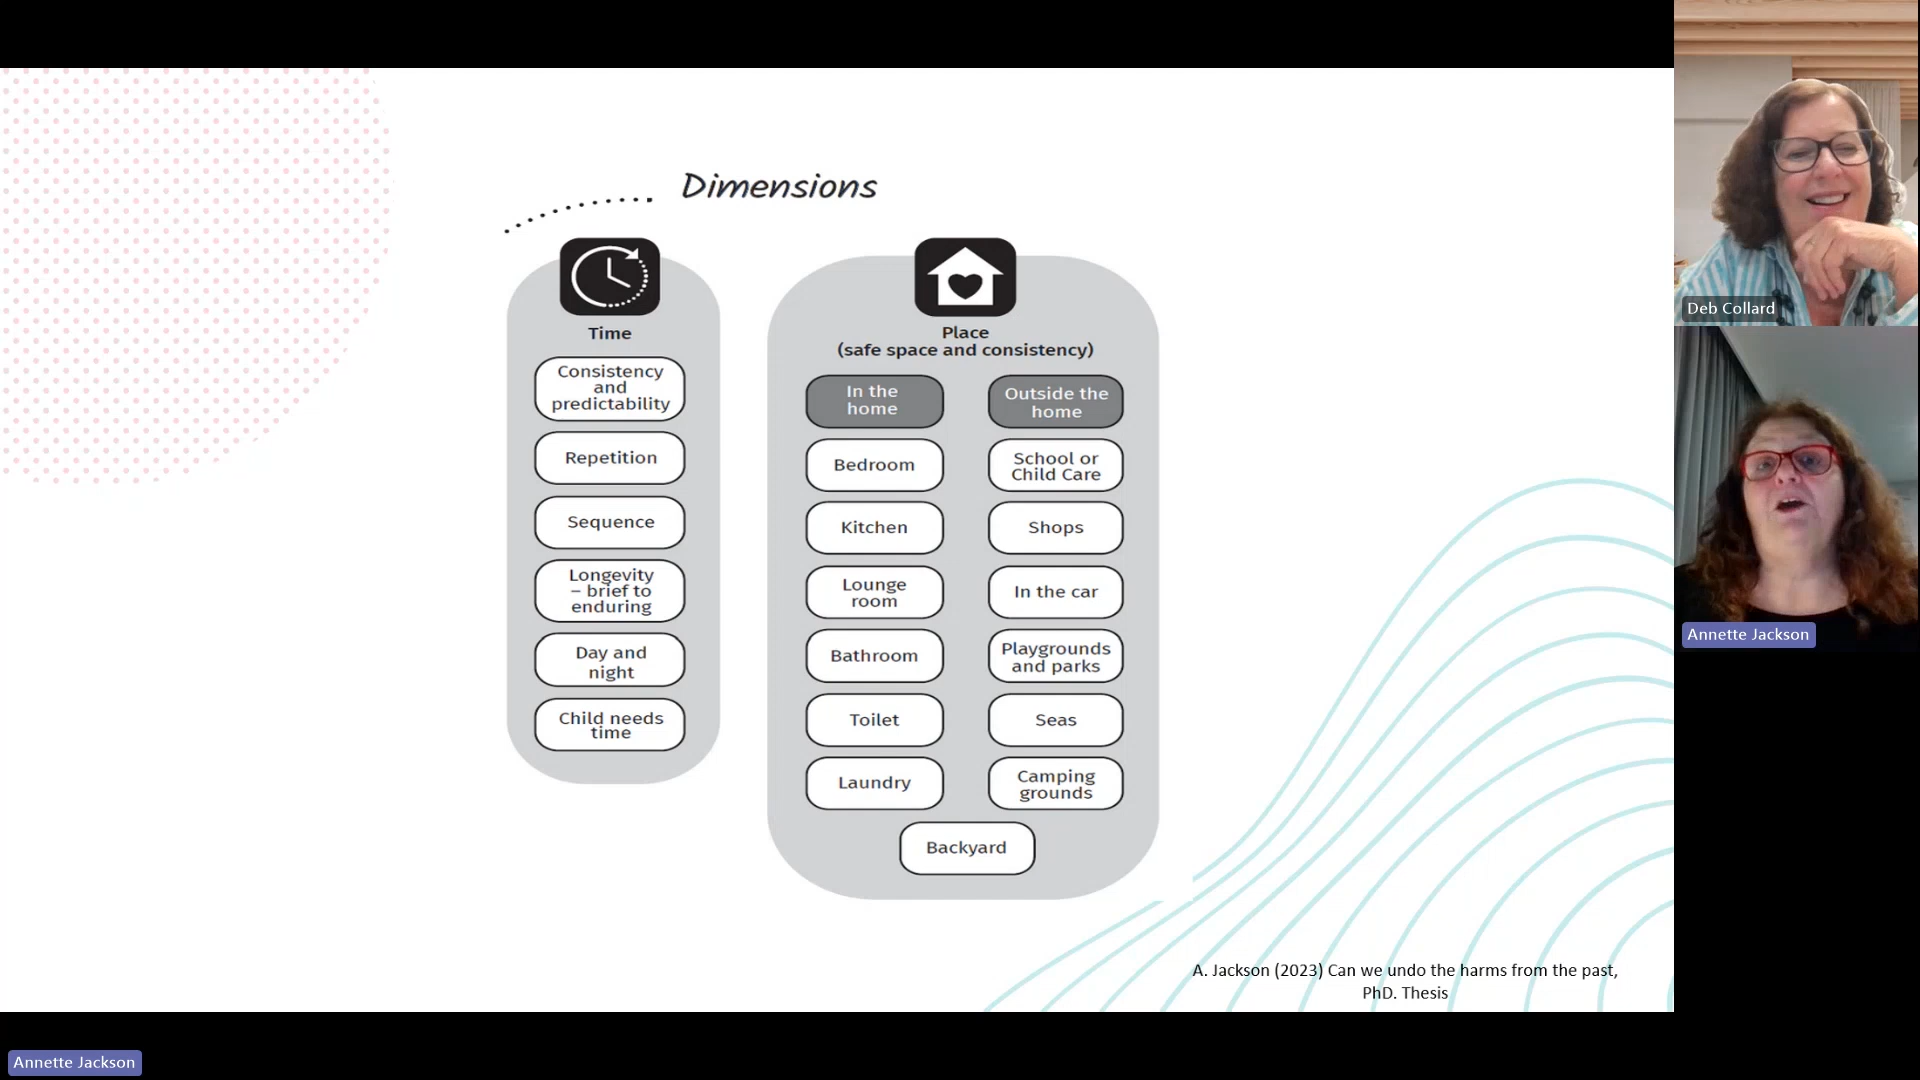 Dimensions
Time
Consistency
and
predictability
Repetition
Sequence
Longevity
– brief to
enduring
Day and
night
Child needs
time
Place
(safe space and consistency)
In the
home
Bedroom
Kitchen
Lounge
room
Bathroom
Toilet
Laundry
Outside the
home
School or
Child Care
Shops
In the car
Playgrounds
and parks
Seas
Camping
grounds
Backyard
A. Jackson (2023) Can we undo the harms from the past,
PhD. Thesis
Deb Collard
Annette Jackson
Annette Jackson